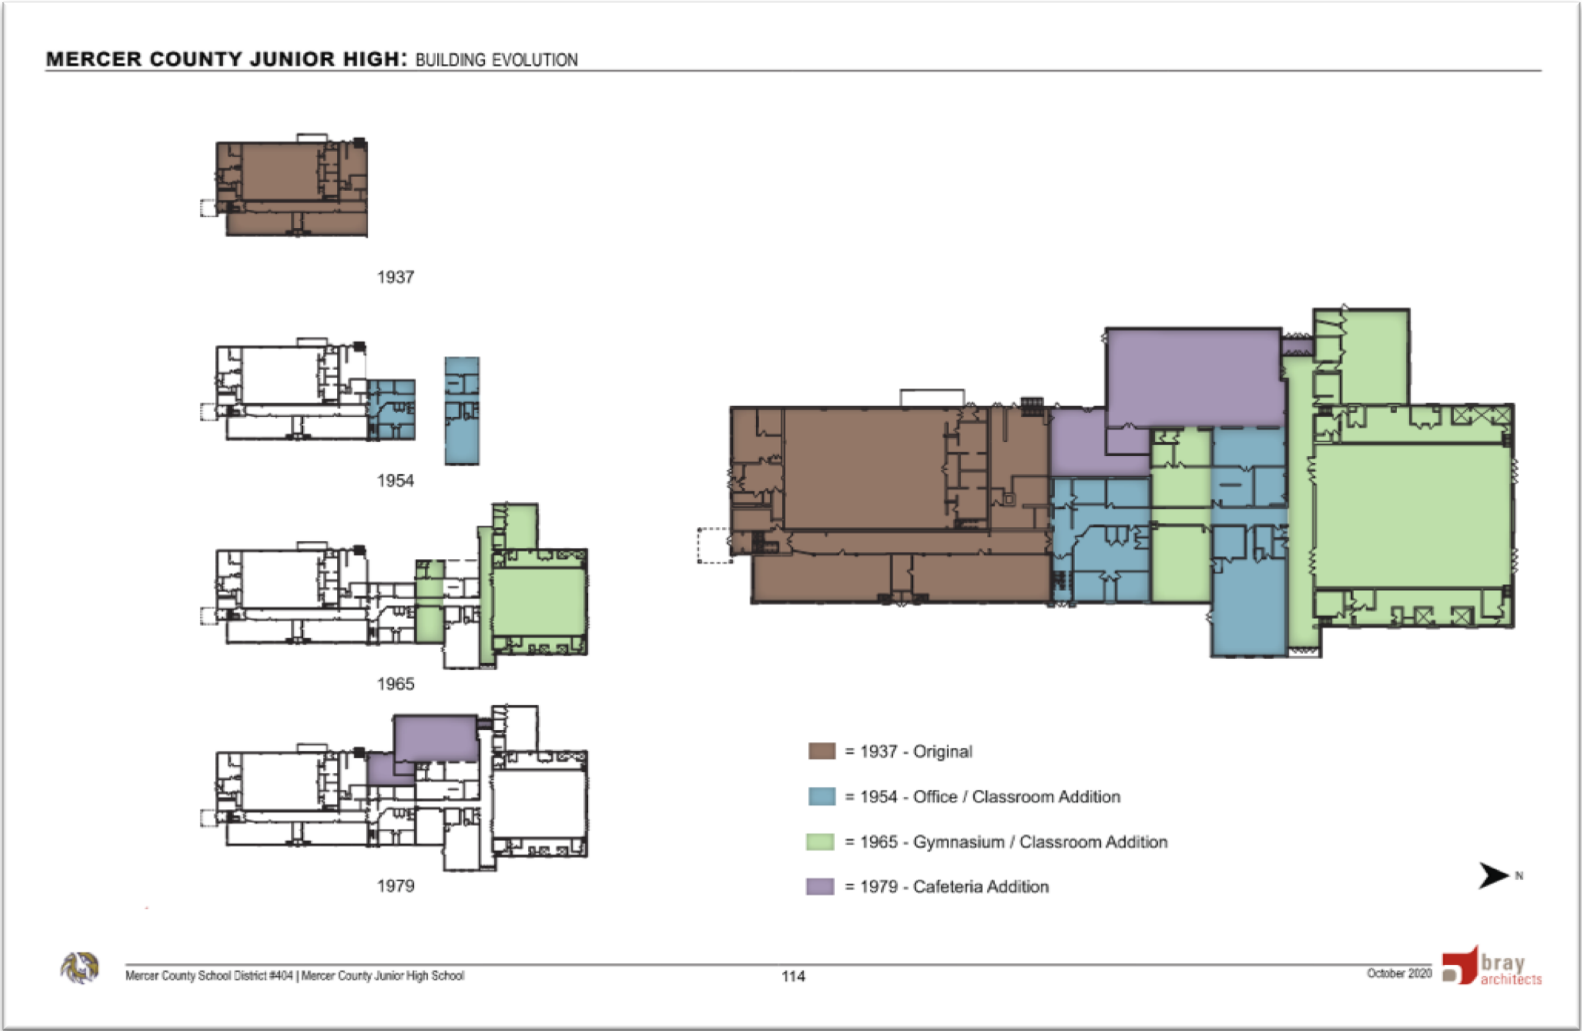 MERCER COUNTY JUNIOR HIGH: BUILDING EVOLUTION
1937
1954
1965
1979
= 1937 - Original
= 1954 - Office / Classroom Addition
= 1965 - Gymnasium / Classroom Addition
= 1979 - Cafeteria Addition
N
Mercer County School District #404 | Mercer County Junior High School
114
October 2020
bray
architects